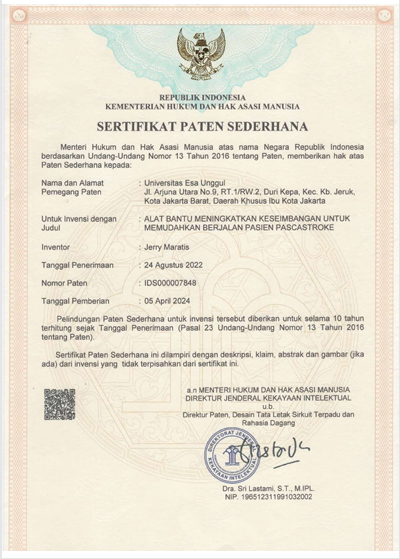 REPUBLIK INDONESIA
KEMENTERIAN HUKUM DAN HAK ASASI MANUSIA
SERTIFIKAT PATEN SEDERHANA
Menteri Hukum dan Hak Asasi Manusia atas nama Negara Republik Indonesia
berdasarkan Undang-Undang Nomor 13 Tahun 2016 tentang Paten, memberikan hak atas
Paten Sederhana kepada:
Nama dan Alamat : Universitas Esa Unggul
Pemegang Paten Jl. Arjuna Utara No.9, RT.1/RW.2, Duri Kepa, Kec. Kb. Jeruk,
Kota Jakarta Barat, Daerah Khusus Ibu Kota Jakarta
Untuk Invensi dengan : ALAT BANTU MENINGKATKAN KESEIMBANGAN UNTUK
Judul MEMUDAHKAN BERJALAN PASIEN PASCASTROKE
Inventor : Jerry Maratis
Tanggal Penerimaan : 24 Agustus 2022
Nomor Paten : IDS000007848
Tanggal Pemberian : 05 April 2024
Pelindungan Paten Sederhana untuk invensi tersebut diberikan untuk selama 10 tahun
terhitung sejak Tanggal Penerimaan (Pasal 23 Undang-Undang Nomor 13 Tahun 2016
tentang Paten).
Sertifikat Paten Sederhana ini dilampiri dengan deskripsi, klaim, abstrak dan gambar (jika
ada) dari invensi yang tidak terpisahkan dari sertifikat ini.
a.n MENTERI HUKUM DAN HAK ASASI MANUSIA
DIREKTUR JENDERAL KEKAYAAN INTELEKTUAL
u.b.
Direktur Paten, Desain Tata Letak Sirkuit Terpadu dan
Rahasia Dagang
DIREKTORAT JENDERAL
KEKAYAAN INTELEKTUAL
Dra. Sri Lastami, S.T., M.IPL.
NIP. 196512311991032002